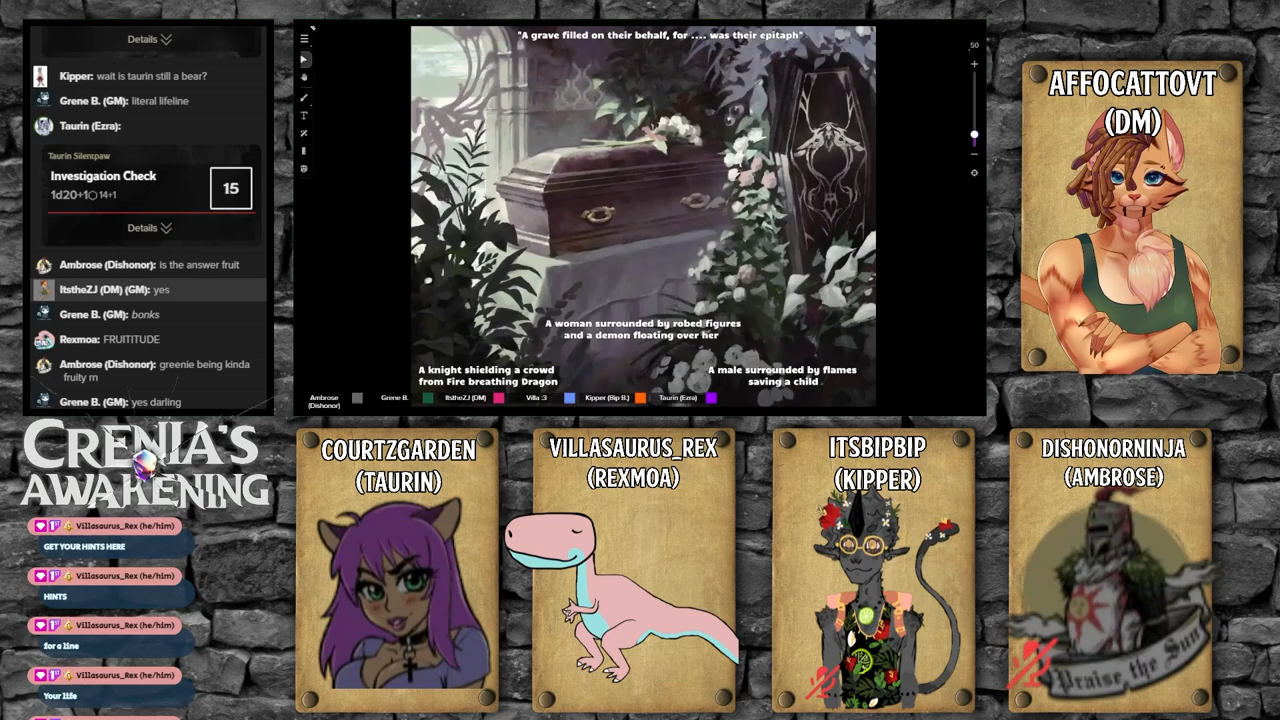 Details
Kipper: wait is taurin still a bear?
Grene B. (GM): literal lifeline
Taurin (Ezra):
Taurin Silentpaw
Investigation Check
1d20+1 14+1
15
Details
Ambrose (Dishonor): is the answer fruit
ItstheZJ (DM) (GM): yes
Grene B. (GM): bonks
Rexmoa: FRUITITUDE
Ambrose (Dishonor): greenie being kinda
fruity rn
Grene B. (GM): yes darling
"A grave filled on their behalf, for .... was their epitaph"
50
A woman surrounded by robed figures
and a demon floating over her
A knight shielding a crowd
from Fire breathing Dragon
A male surrounded by flames
saving a child
Ambrose
(Dishonor)
Grene B.
ItstheZJ (DM)
Villa :3
Kipper (Bip B.)
Taurin (Ezra)
AFFOCATTOVT
(DM)
CRENIA'S
AWAKENING
1ST Villasaurus_Rex (he/him)
GET YOUR HINTS HERE
1ST Villasaurus_Rex (he/him)
HINTS
1ST Villasaurus_Rex (he/him)
for a line
1ST Villasaurus_Rex (he/him)
Your life
COURTZGARDEN
(TAURIN)
VILLASAURUS_REX
(REXMOA)
ITSBIPBIP
(KIPPER)
DISHONORNINJA
(AMBROSE)
Praise, the Sun